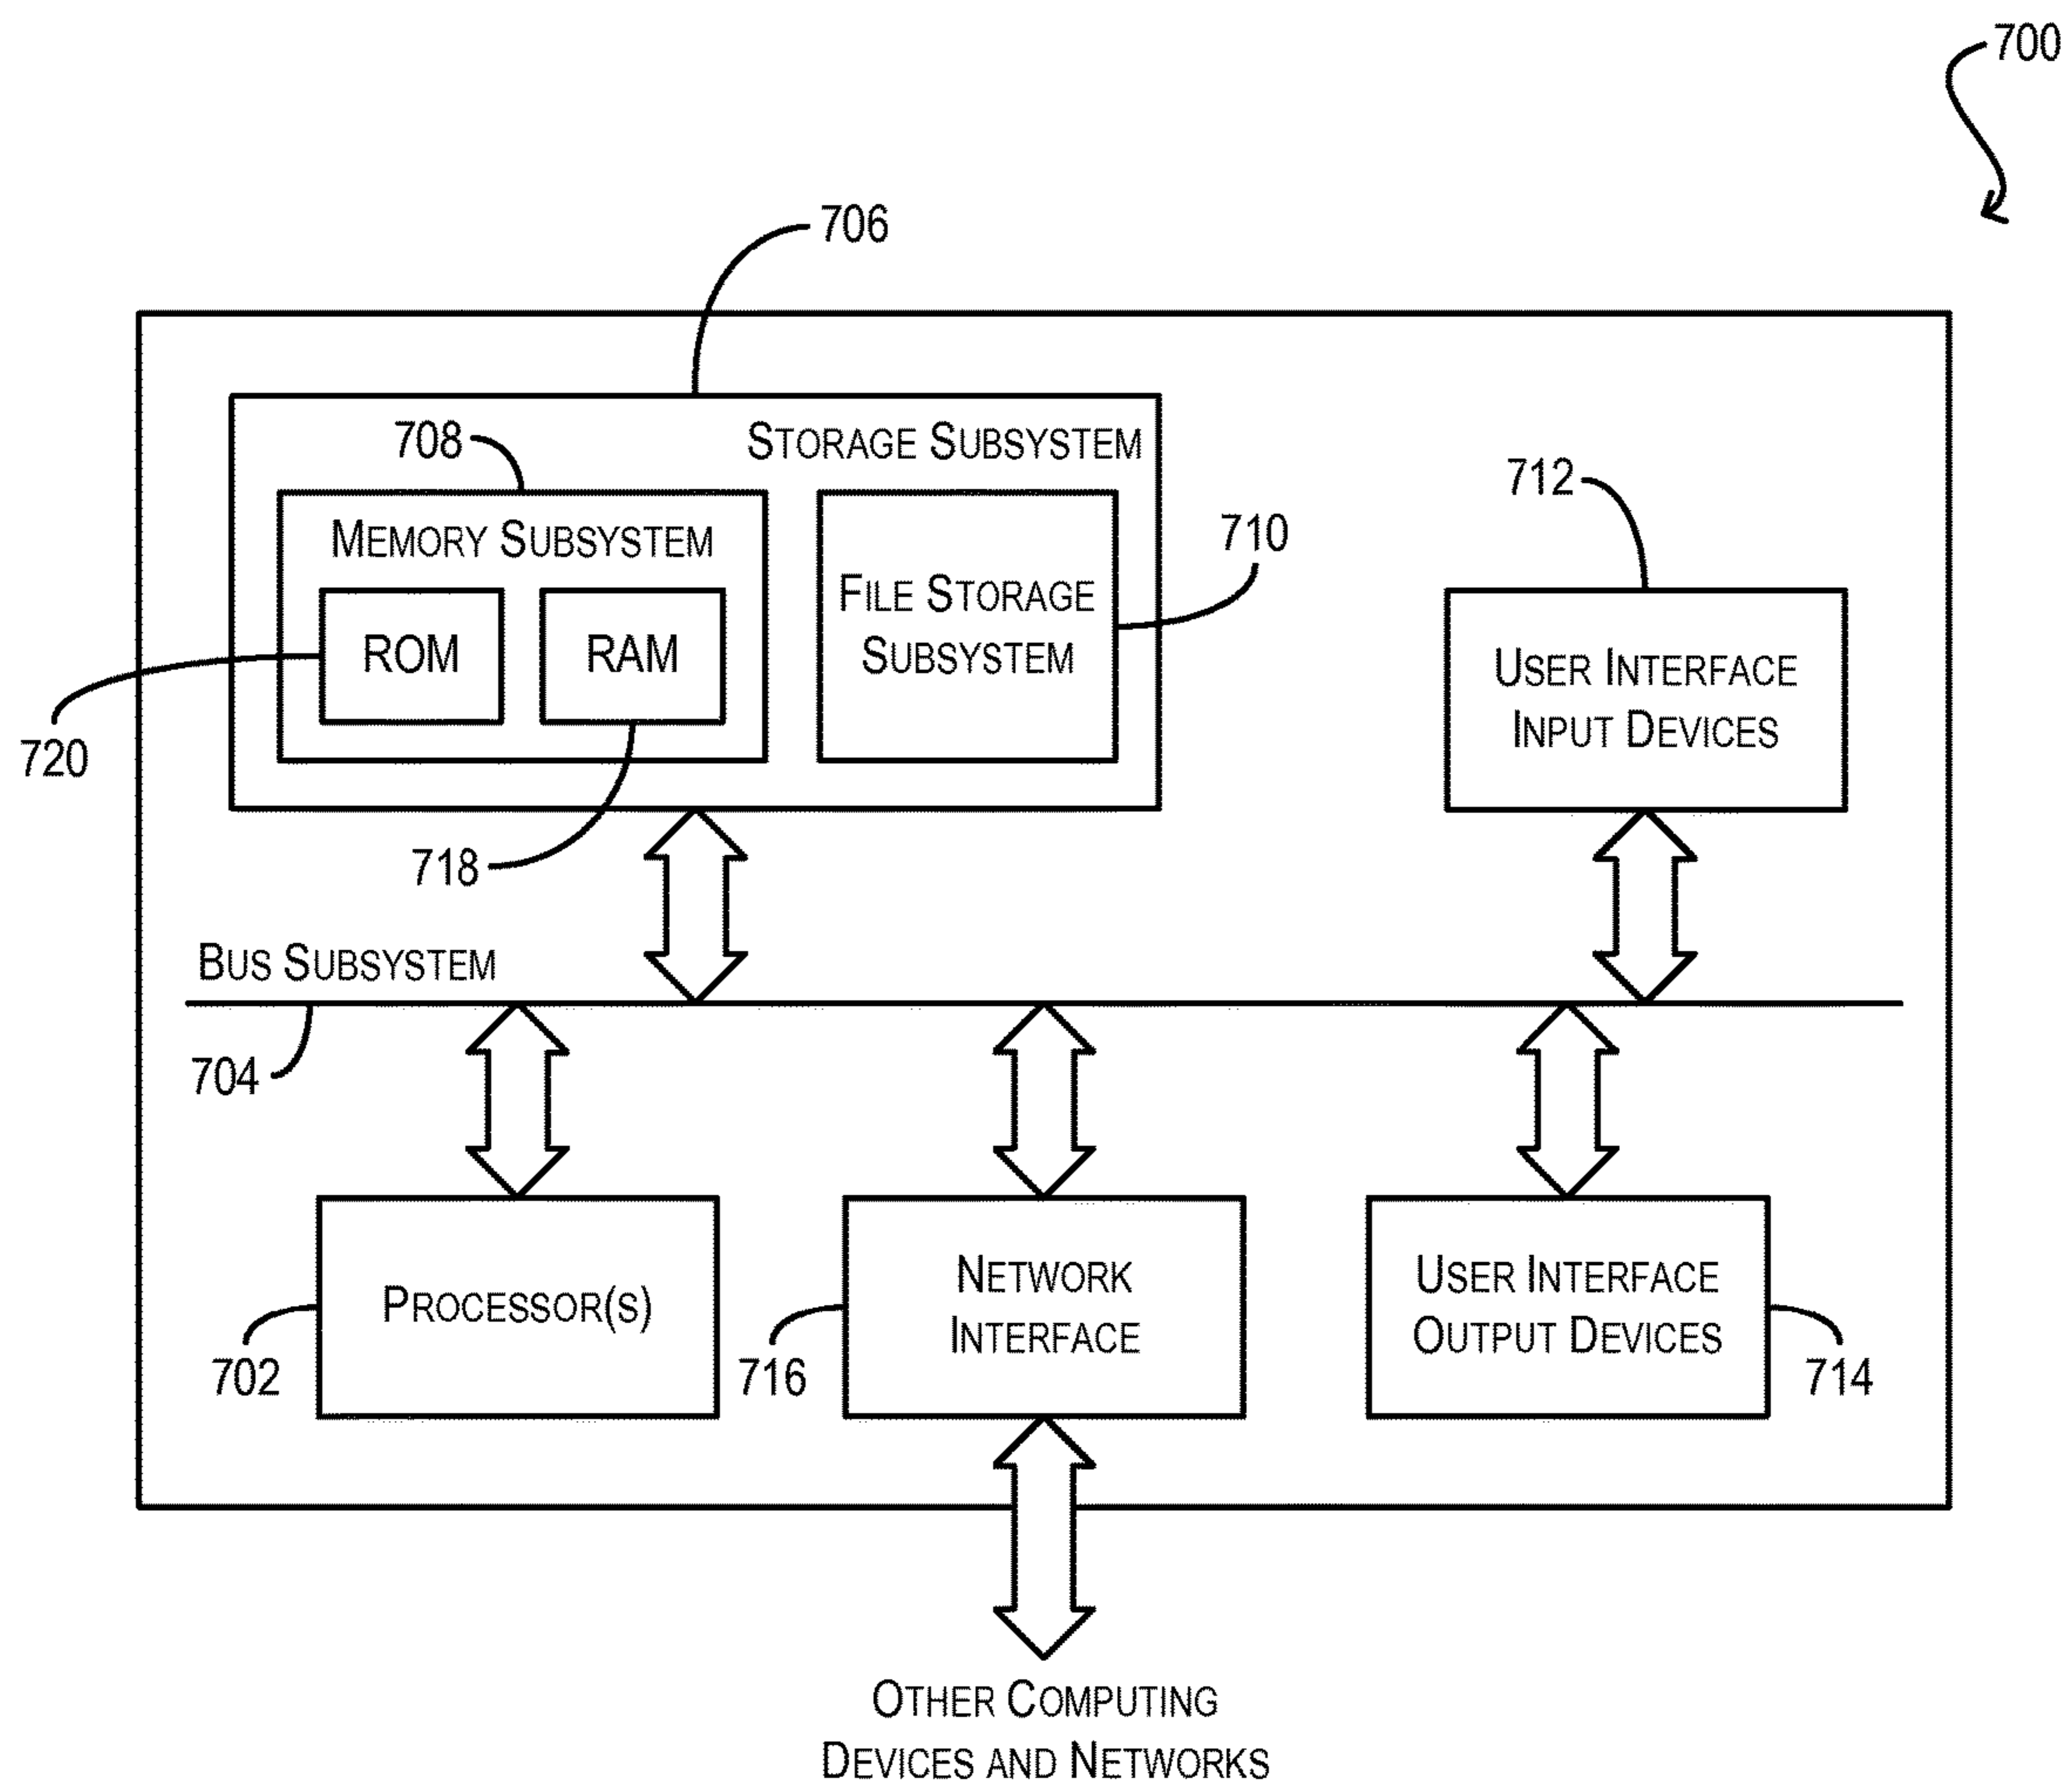 700
706
708
STORAGE SUBSYSTEM
712
710
MEMORY SUBSYSTEM
FILE STORAGE
SUBSYSTEM
ROM
RAM
USER INTERFACE
INPUT DEVICES
720
718
BUS SUBSYSTEM
704
PROCESSOR(S)
NETWORK
INTERFACE
USER INTERFACE
OUTPUT DEVICES
702
716
714
OTHER COMPUTING
DEVICES AND NETWORKS